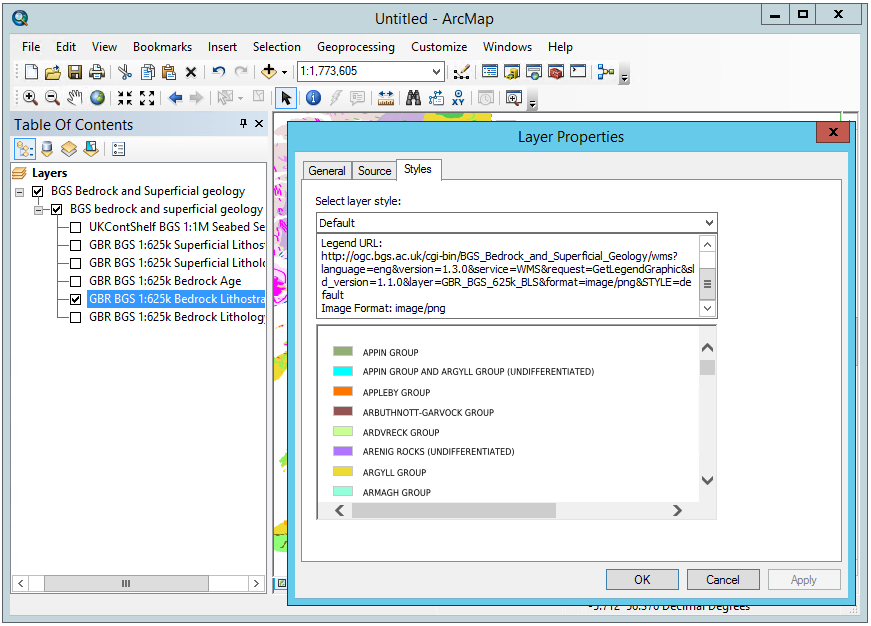 Untitled - ArcMap
File Edit View Bookmarks Insert Selection Geoprocessing Customize Windows Help
1:1,773,605
Table Of Contents
Layers
BGS Bedrock and Superficial geology
BGS bedrock and superficial geology
UKContShelf BGS 1:1M Seabed Se
GBR BGS 1:625k Superficial Lithos
GBR BGS 1:625k Superficial Lithol
GBR BGS 1:625k Bedrock Age
GBR BGS 1:625k Bedrock Lithostra
GBR BGS 1:625k Bedrock Lithology
Layer Properties
General Source Styles
Select layer style:
Default
Legend URL:
http://ogc.bgs.ac.uk/cgi-bin/BGS_Bedrock_and_Superficial_Geology/wms?
language=eng&version=1.3.0&service=WMS&request=GetLegendGraphic&sl
d_version=1.1.0&layer=GBR_BGS_625k_BLS&format=image/png&STYLE=de
fault
Image Format: image/png
APPIN GROUP
APPIN GROUP AND ARGYLL GROUP (UNDIFFERENTIATED)
APPLEBY GROUP
ARBUTHNOTT-GARVOCK GROUP
ARDVRECK GROUP
ARENIG ROCKS (UNDIFFERENTIATED)
ARGYLL GROUP
ARMAGH GROUP
OK Cancel Apply
Decimal Degrees